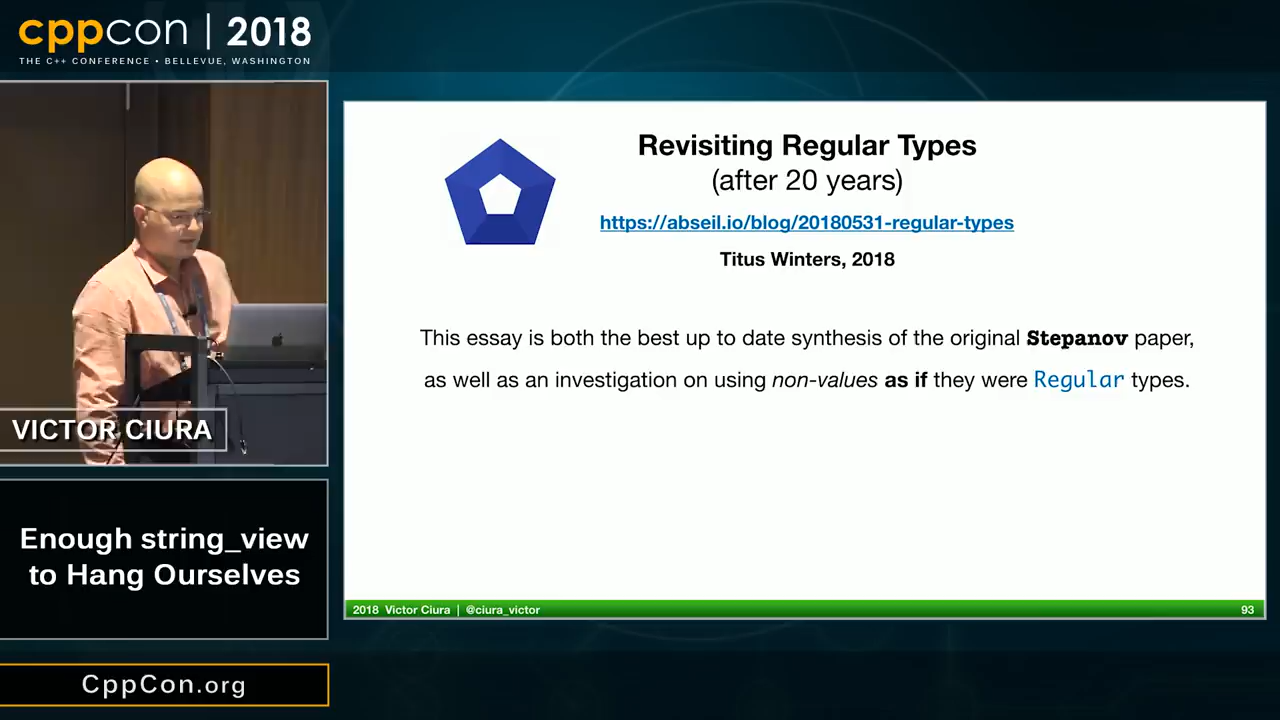 cppcon | 2018
THE C++ CONFERENCE • BELLEVUE, WASHINGTON
VICTOR CIURA
Enough string_view
to Hang Ourselves
CppCon.org
Revisiting Regular Types
(after 20 years)
https://abseil.io/blog/20180531-regular-types
Titus Winters, 2018
This essay is both the best up to date synthesis of the original Stepanov paper,
as well as an investigation on using non-values as if they were Regular types.
2018 Victor Ciura | @ciura_victor
93